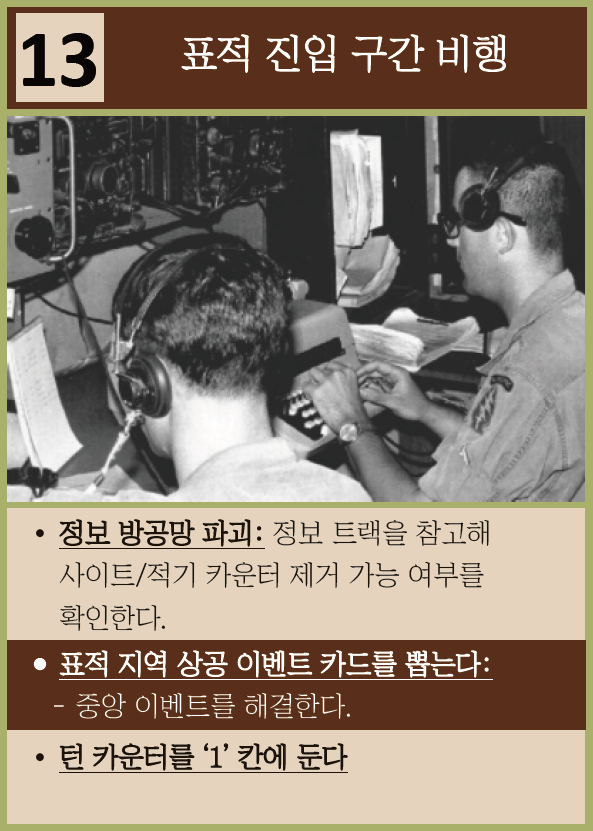 13
표적 진입 구간 비행
• 정보 방공망 파괴: 정보 트랙을 참고해
사이트/적기 카운터 제거 가능 여부를
확인한다.
• 표적 지역 상공 이벤트 카드를 뽑는다:
- 중앙 이벤트를 해결한다.
• 턴 카운터를 ‘1’ 칸에 둔다